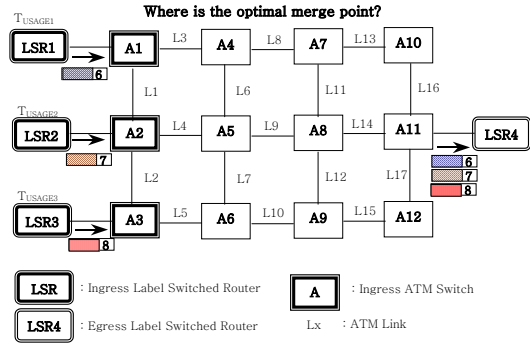 Where is the optimal merge point?
TUSAGE1
LSR1
A1
L3
A4
L8
A7
L13
A10
6
L1
L6
L11
L16
TUSAGE2
LSR2
A2
L4
A5
L9
A8
L14
A11
LSR4
7
6
7
8
L2
L7
L12
L17
TUSAGE3
LSR3
A3
L5
A6
L10
A9
L15
A12
8
LSR : Ingress Label Switched Router
A : Ingress ATM Switch
LSR4 : Egress Label Switched Router
Lx : ATM Link